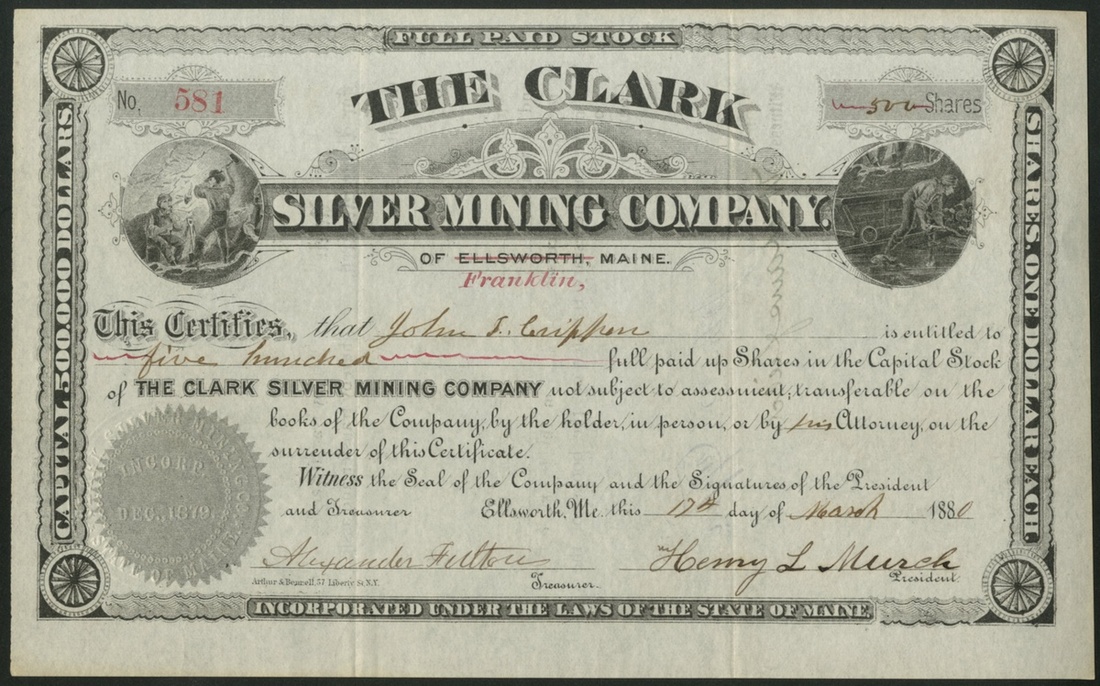 FULL PAID STOCK
No. 581
THE CLARK
500 Shares
SILVER MINING COMPANY.
OF ELLSWORTH, MAINE.
Franklin,
This Certifies, that John S. Crippen is entitled to
five hundred full paid up Shares in the Capital Stock
of THE CLARK SILVER MINING COMPANY not subject to assessment, transferable on the
books of the Company, by the holder, in person, or by his Attorney, on the
surrender of this Certificate.
Witness the Seal of the Company and the Signatures of the President
and Treasurer Ellsworth, Me. this 17th day of March 1880
INCORP.
DEC. 1879.
Alexander Fulton Henry L Murch
Arthur & Bonnell, 57 Liberty St. N.Y. Treasurer. President.
INCORPORATED UNDER THE LAWS OF THE STATE OF MAINE.
CAPITAL 500,000 DOLLARS.
SHARES, ONE DOLLAR EACH.